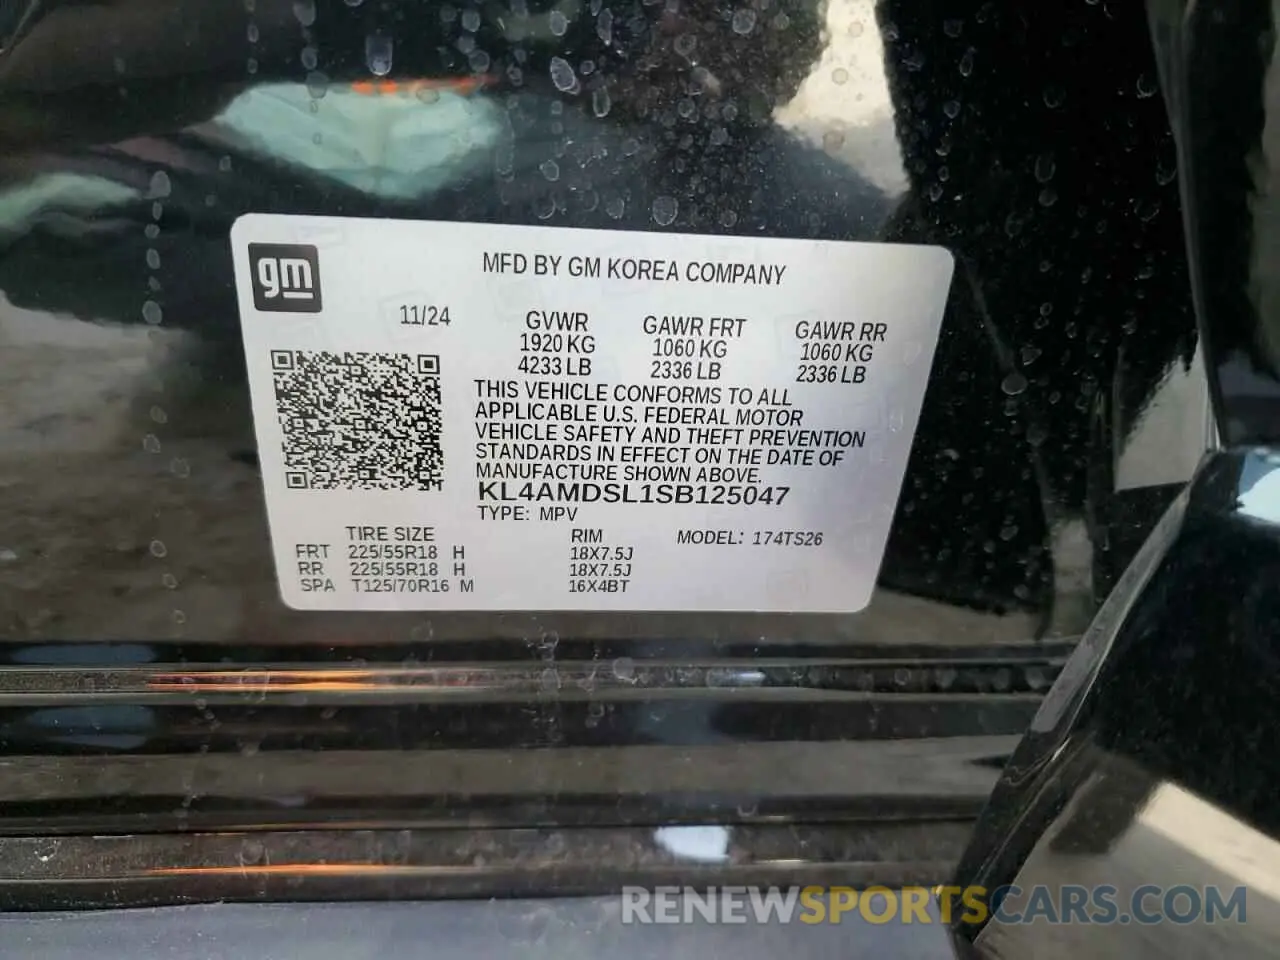 gm
MFD BY GM KOREA COMPANY
11/24
GVWR GAWR FRT GAWR RR
1920 KG 1060 KG 1060 KG
4233 LB 2336 LB 2336 LB
THIS VEHICLE CONFORMS TO ALL
APPLICABLE U.S. FEDERAL MOTOR
VEHICLE SAFETY AND THEFT PREVENTION
STANDARDS IN EFFECT ON THE DATE OF
MANUFACTURE SHOWN ABOVE.
KL4AMDSL1SB125047
TYPE: MPV
TIRE SIZE RIM MODEL: 174TS26
FRT 225/55R18 H 18X7.5J
RR 225/55R18 H 18X7.5J
SPA T125/70R16 M 16X4BT
RENEWSPORTSCARS.COM